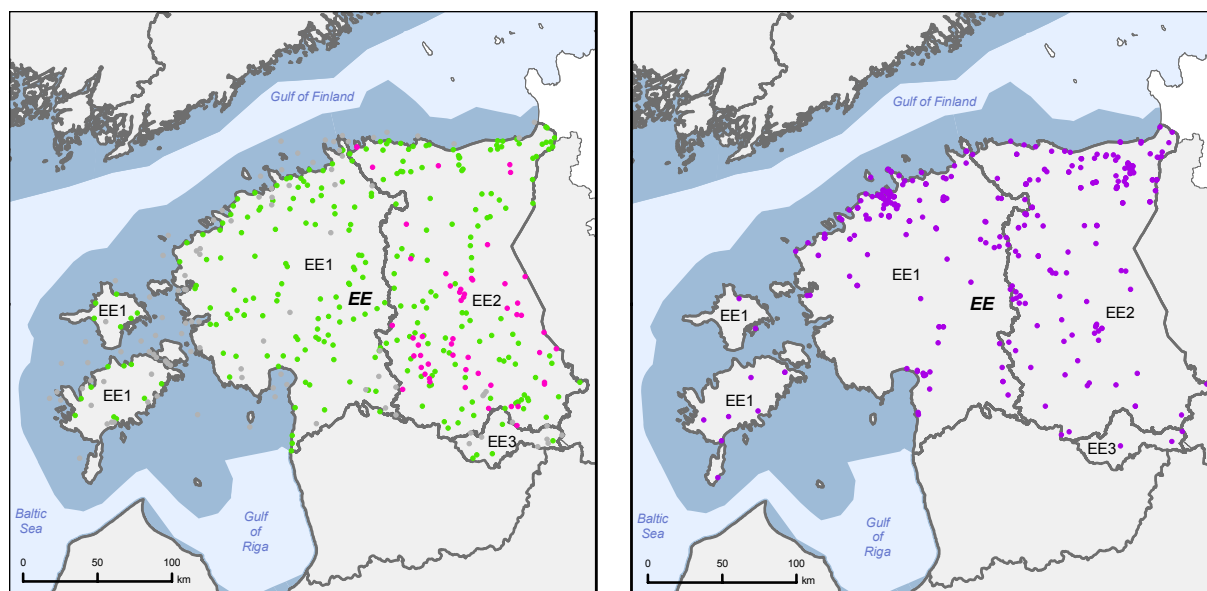 Gulf of Finland
EE1
EE
EE2
EE1
EE1
EE3
Baltic
Sea
Gulf
of
Riga
0 50 100
km
Gulf of Finland
EE1
EE
EE2
EE1
EE1
EE3
Baltic
Sea
Gulf
of
Riga
0 50 100
km